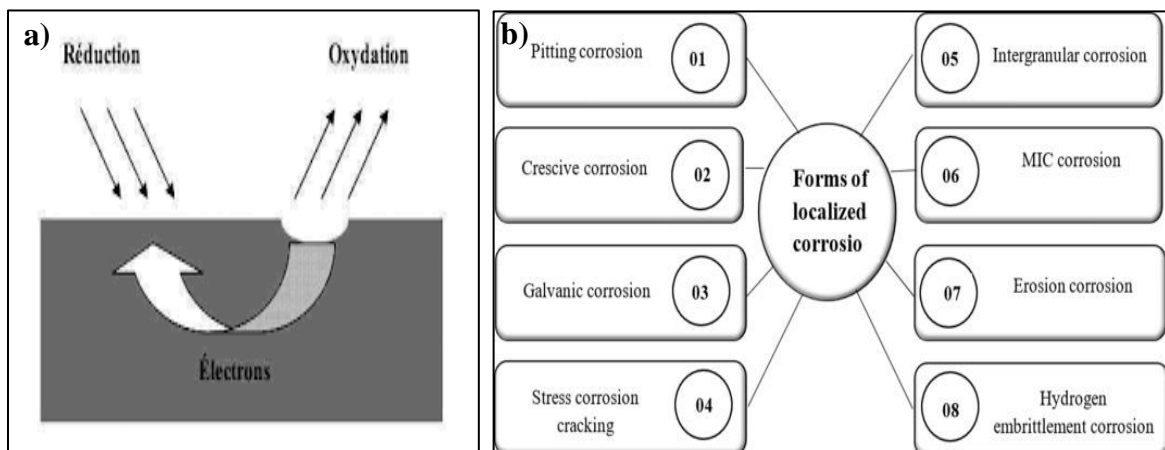 a)
Réduction
Oxydation
Électrons
b)
Pitting corrosion
01
Crescive corrosion
02
Galvanic corrosion
03
Stress corrosion
cracking
04
Forms of
localized
corrosio
05
Intergranular corrosion
06
MIC corrosion
07
Erosion corrosion
08
Hydrogen
embrittlement corrosion